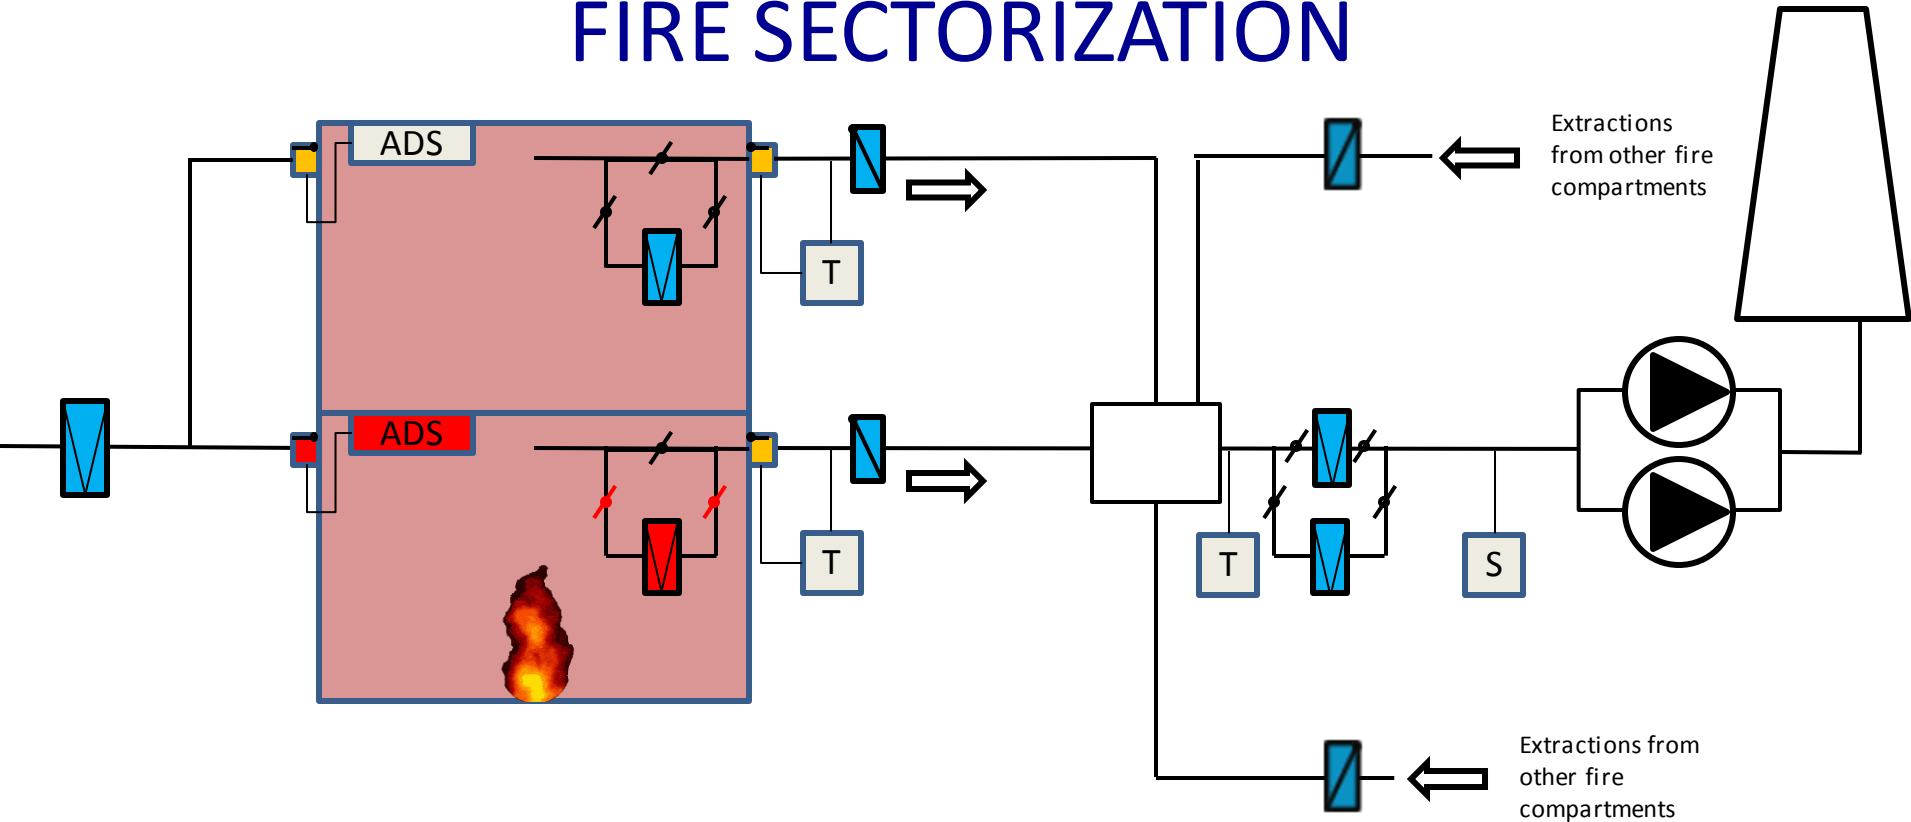 FIRE SECTORIZATION
ADS
Extractions
from other fire
compartments
T
ADS
T
T
S
Extractions from
other fire
compartments